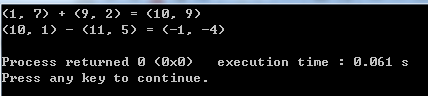 (1, 7) + (9, 2) = (10, 9)
(10, 1) - (11, 5) = (-1, -4)
Process returned 0 (0x0)   execution time : 0.061 s
Press any key to continue.